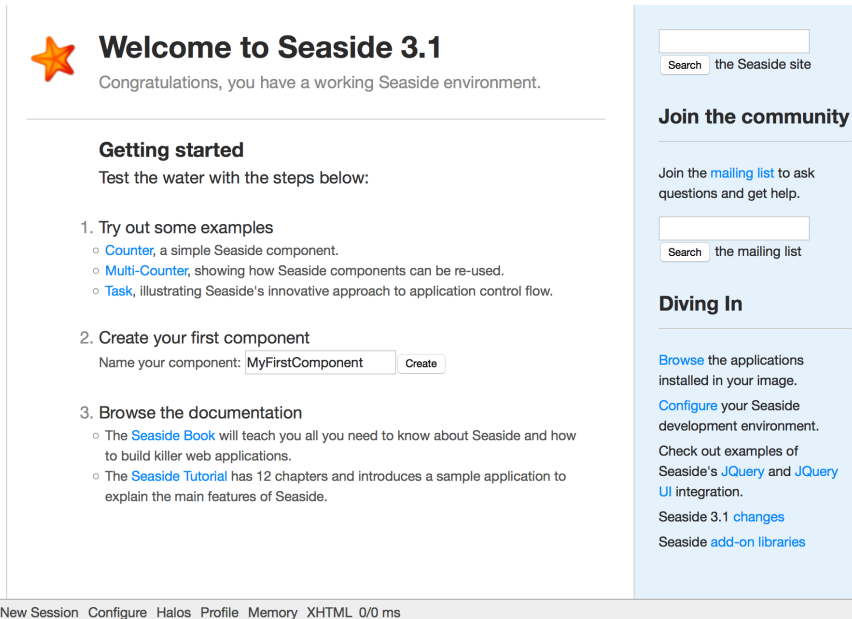 Welcome to Seaside 3.1
Congratulations, you have a working Seaside environment.
Getting started
Test the water with the steps below:
1. Try out some examples
Counter, a simple Seaside component.
Multi-Counter, showing how Seaside components can be re-used.
Task, illustrating Seaside's innovative approach to application control flow.
2. Create your first component
Name your component: MyFirstComponent Create
3. Browse the documentation
The Seaside Book will teach you all you need to know about Seaside and how
to build killer web applications.
The Seaside Tutorial has 12 chapters and introduces a sample application to
explain the main features of Seaside.
Search the Seaside site
Join the community
Join the mailing list to ask
questions and get help.
Search the mailing list
Diving In
Browse the applications
installed in your image.
Configure your Seaside
development environment.
Check out examples of
Seaside's JQuery and JQuery
UI integration.
Seaside 3.1 changes
Seaside add-on libraries
New Session Configure Halos Profile Memory XHTML 0/0 ms